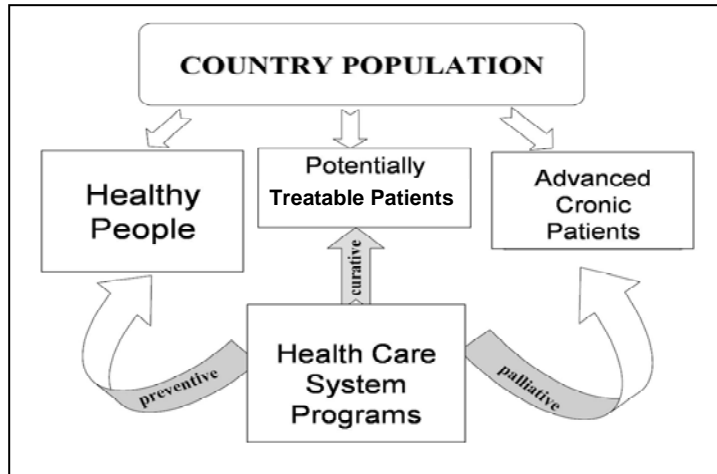 COUNTRY POPULATION
Healthy
People
Potentially
Treatable Patients
Advanced
Cronic
Patients
curative
preventive
Health Care
System
Programs
palliative